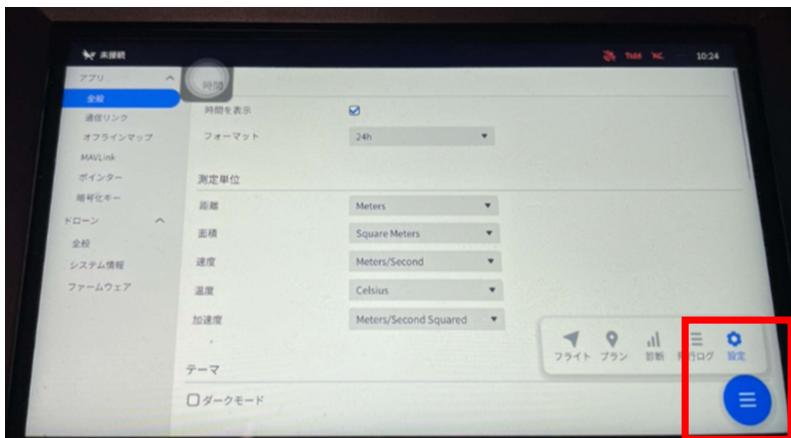 未接続
10:24
アプリ
全般
通信リンク
オフラインマップ
MAVLink
ポインター
暗号化キー
ドローン
全般
システム情報
ファームウェア
時間
時間を表示
フォーマット 24h
測定単位
距離 Meters
面積 Square Meters
速度 Meters/Second
温度 Celsius
加速度 Meters/Second Squared
テーマ
ダークモード
フライト プラン 診断 飛行ログ 設定